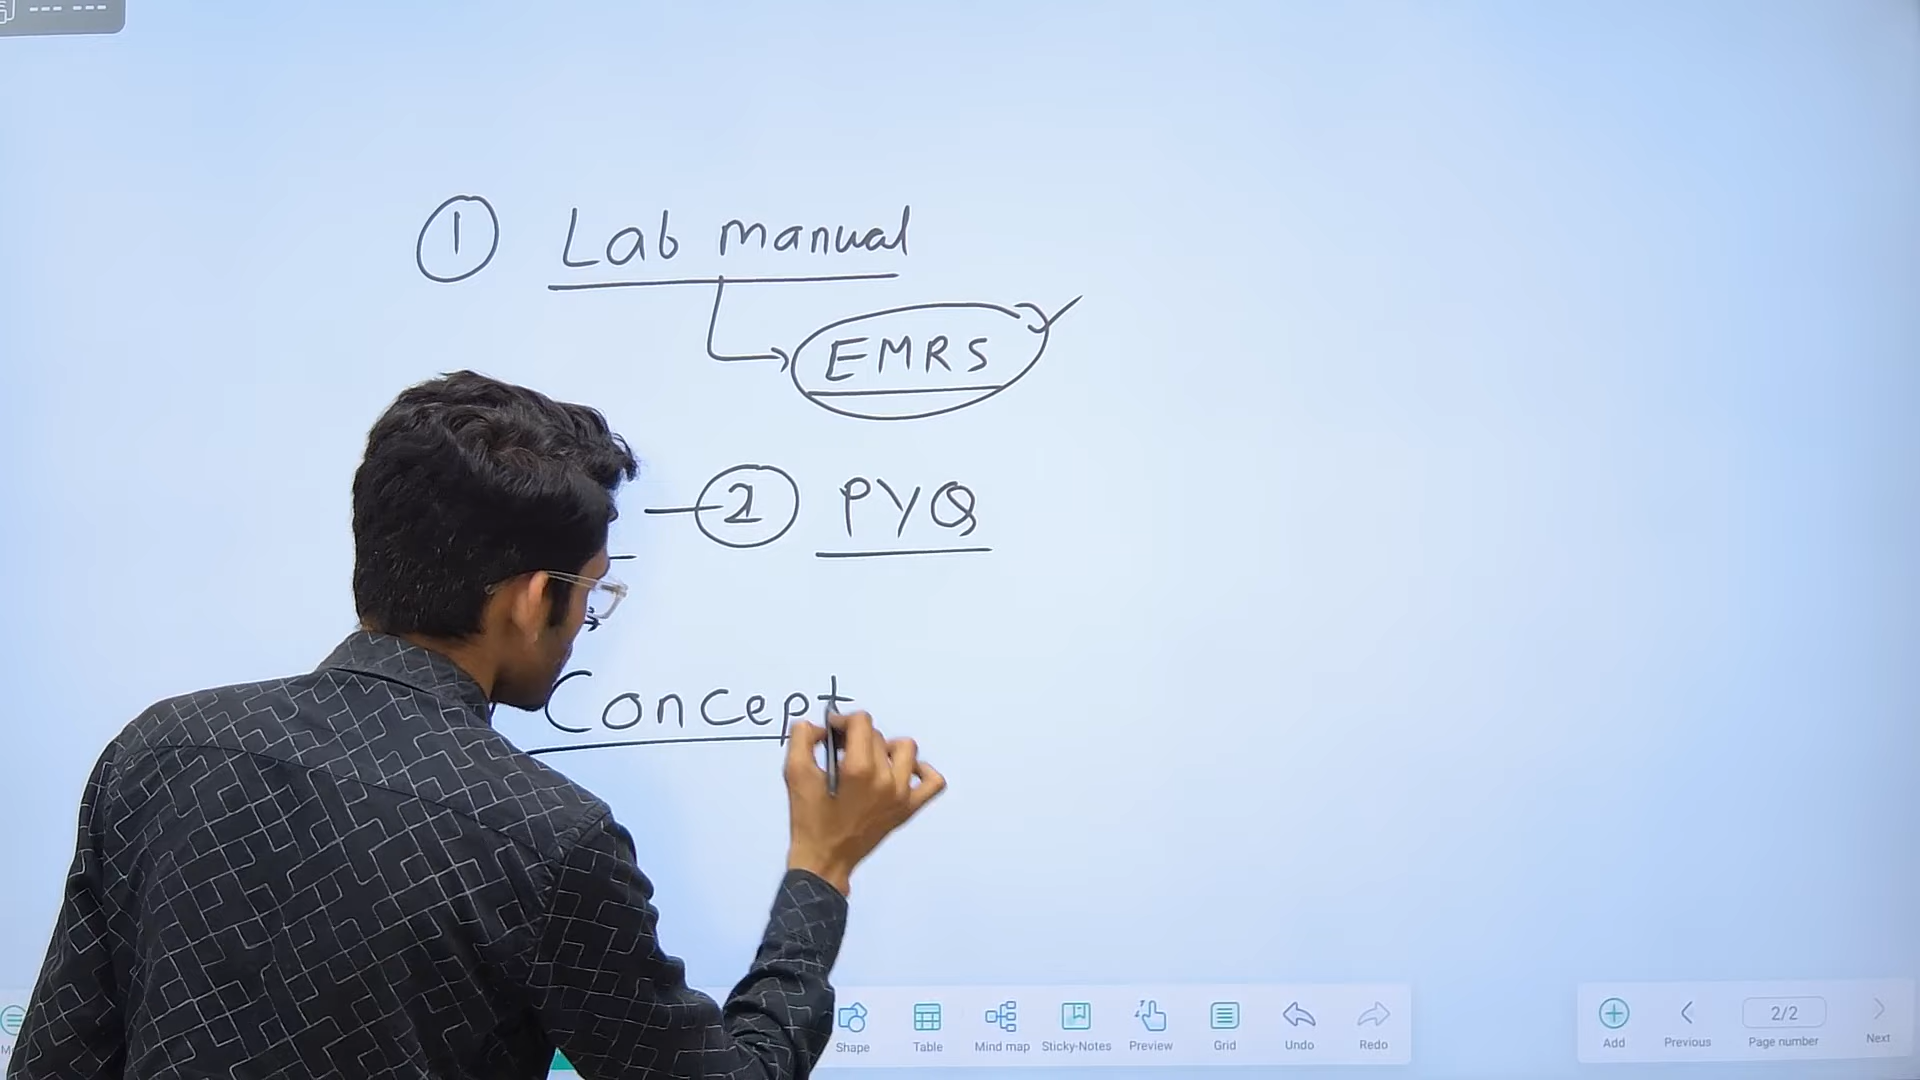 ① Lab manual
EMRS
② PYQ
Concept
Shape Table Mind map Sticky-Notes Preview Grid Undo Redo
Add Previous 2/2 Page number Next